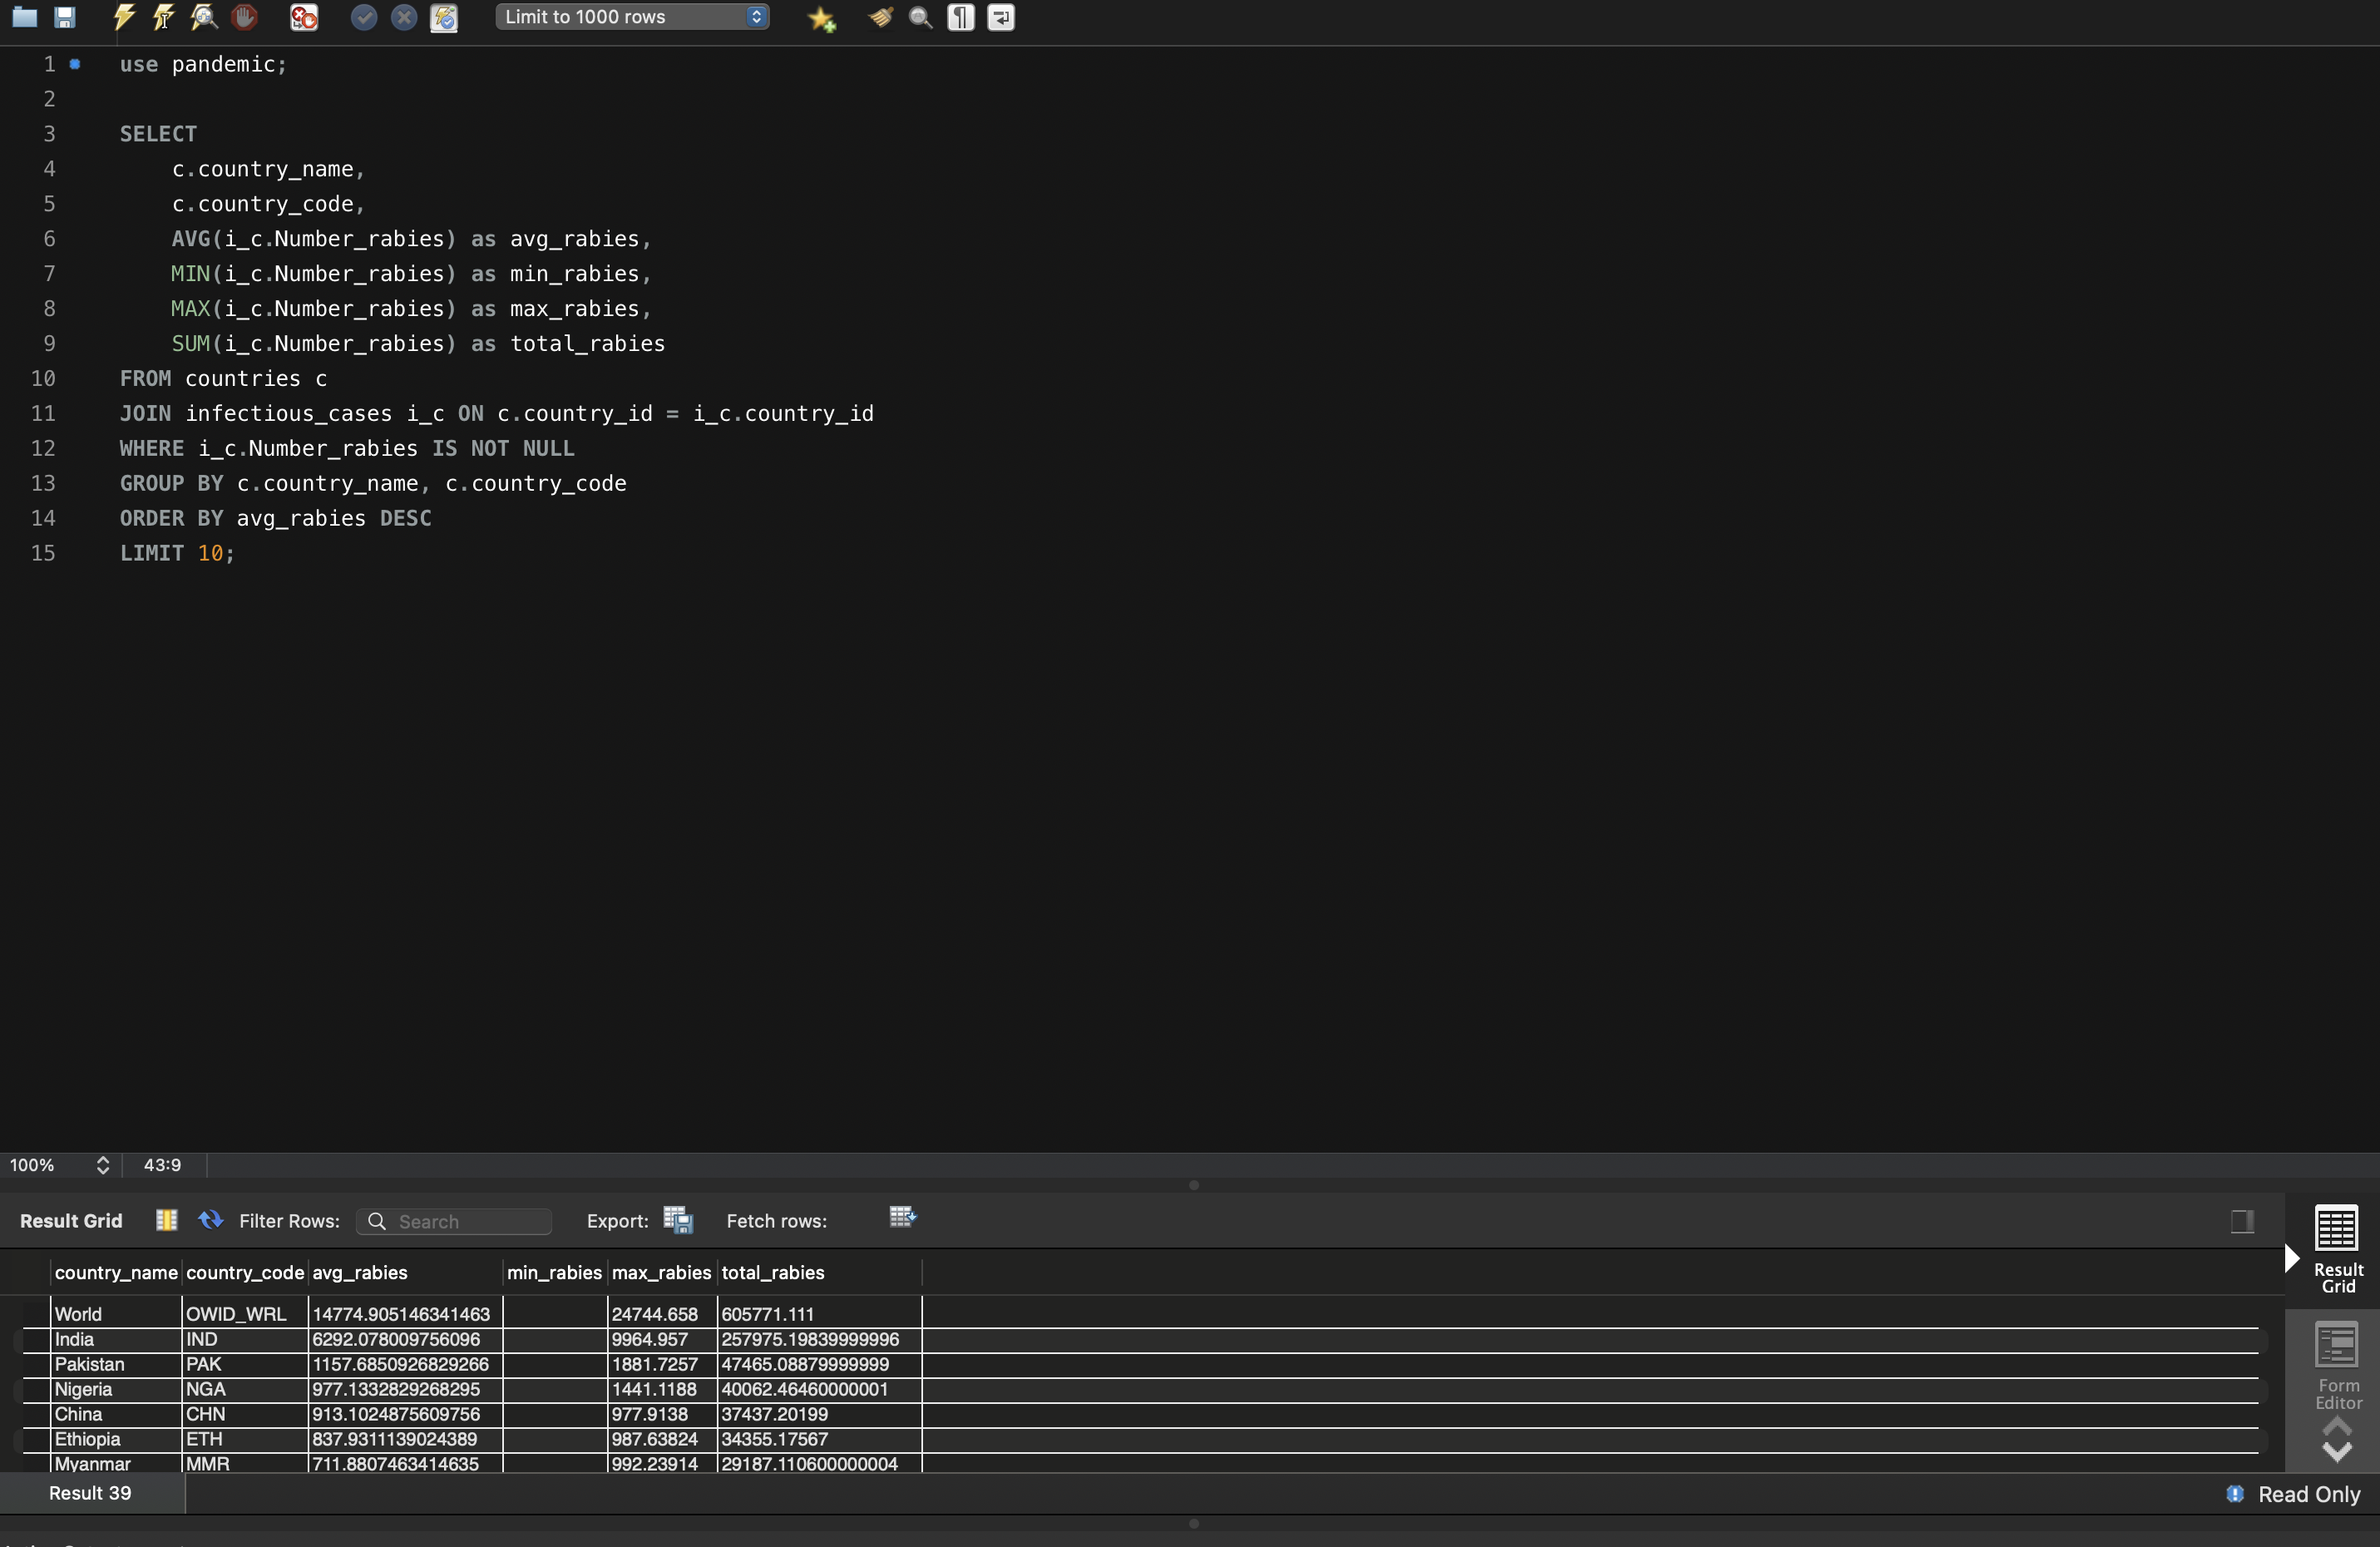 Limit to 1000 rows
1 use pandemic;
2
3 SELECT
4 c.country_name,
5 c.country_code,
6 AVG(i_c.Number_rabies) as avg_rabies,
7 MIN(i_c.Number_rabies) as min_rabies,
8 MAX(i_c.Number_rabies) as max_rabies,
9 SUM(i_c.Number_rabies) as total_rabies
10 FROM countries c
11 JOIN infectious_cases i_c ON c.country_id = i_c.country_id
12 WHERE i_c.Number_rabies IS NOT NULL
13 GROUP BY c.country_name, c.country_code
14 ORDER BY avg_rabies DESC
15 LIMIT 10;
100% 43:9
Result Grid Filter Rows: Search Export: Fetch rows:
country_name country_code avg_rabies min_rabies max_rabies total_rabies
World OWID_WRL 14774.905146341463 24744.658 605771.111
India IND 6292.078009756096 9964.957 257975.19839999996
Pakistan PAK 1157.6850926829266 1881.7257 47465.08879999999
Nigeria NGA 977.1332829268295 1441.1188 40062.46460000001
China CHN 913.1024875609756 977.9138 37437.20199
Ethiopia ETH 837.9311139024389 987.63824 34355.17567
Myanmar MMR 711.8807463414635 992.23914 29187.110600000004
Result
Grid
Form
Editor
Result 39 Read Only